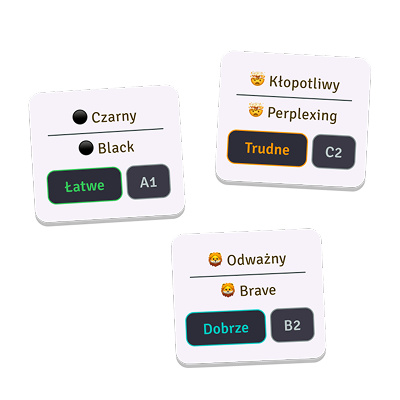 ⚫ Czarny
⚫ Black
Łatwe A1
🤯 Kłopotliwy
🤯 Perplexing
Trudne C2
🦁 Odważny
🦁 Brave
Dobrze B2